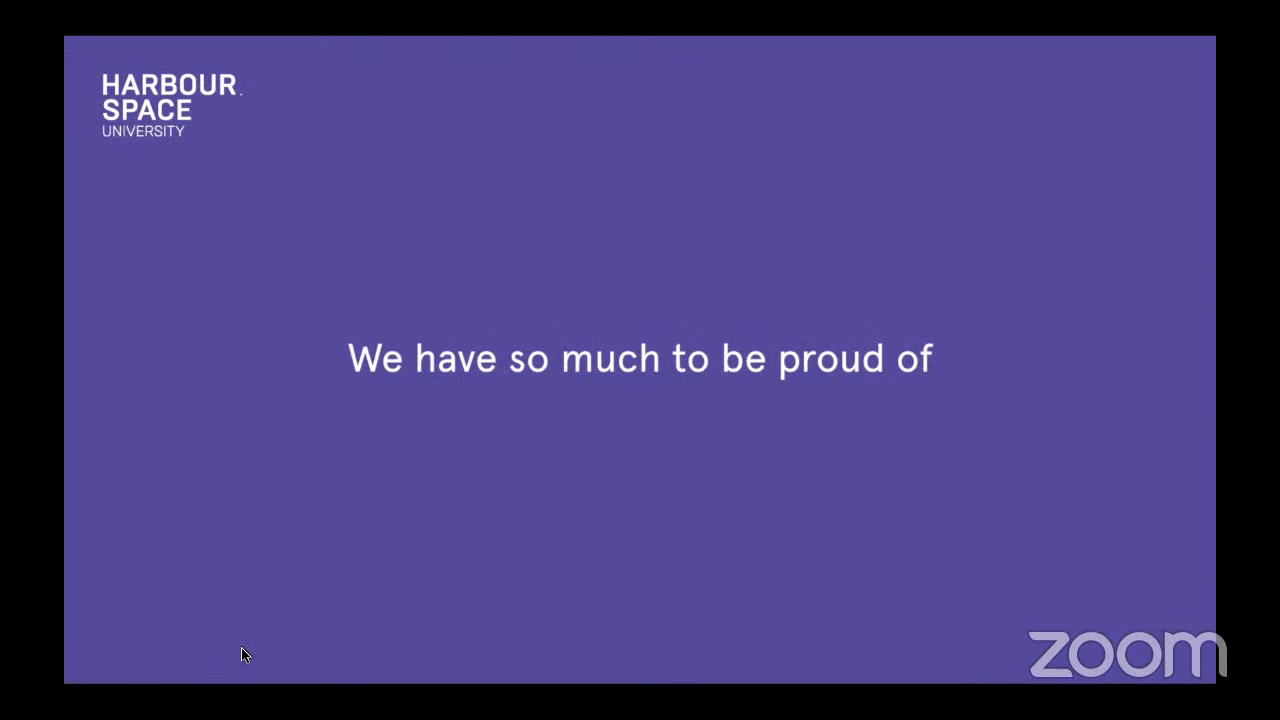 HARBOUR.
SPACE
UNIVERSITY
We have so much to be proud of
zoom